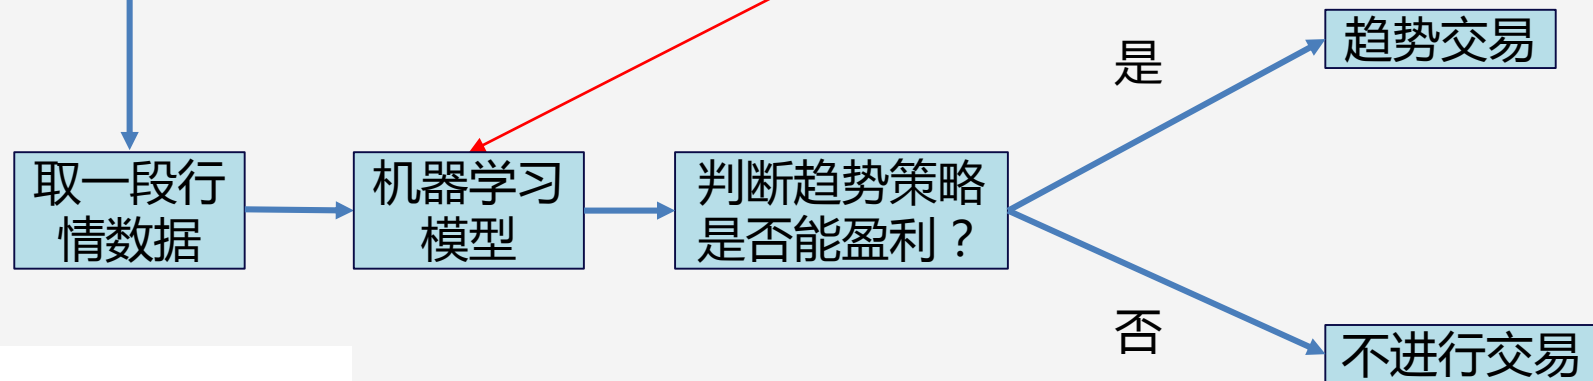 是
趋势交易
取一段行
情数据
机器学习
模型
判断趋势策略
是否能盈利？
否
不进行交易